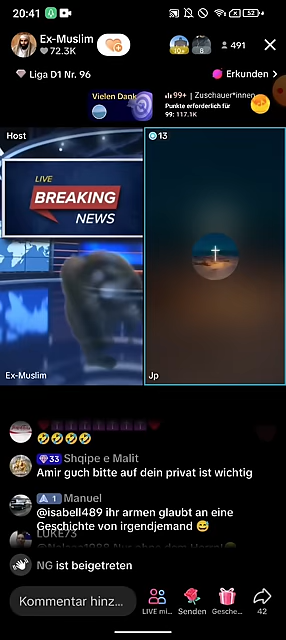 20:41
52
Ex-Muslim
72.3K
491
Liga D1 Nr. 96
Erkunden >
Vielen Dank
99+ | Zuschauer*innen
Punkte erforderlich für
99: 117.1K
Host
13
LIVE
BREAKING
NEWS
Ex-Muslim
Jp
33 Shqipe e Malit
Amir guch bitte auf dein privat ist wichtig
1 Manuel
@isabell489 ihr armen glaubt an eine
Geschichte von irgendjemand 😅
LUKE73
NG ist beigetreten
Kommentar hinz...
LIVE mi...
Senden
Gesche...
42